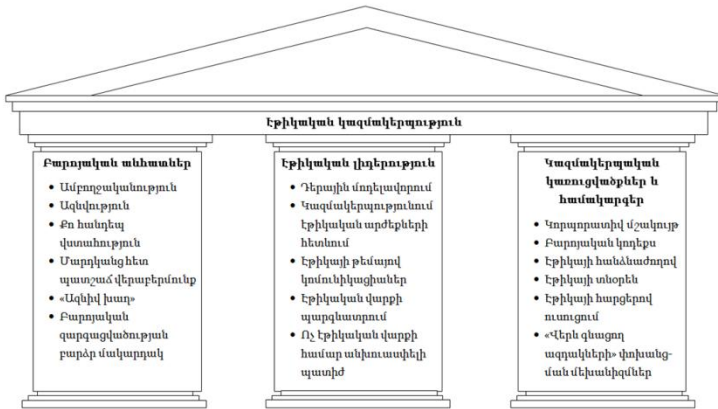 Էթիկական կազմակերպություն
Բարոյական անհատներ
• Ամբողջականություն
• Ազնվություն
• Քո հանդեպ
վստահություն
• Մարդկանց հետ
պատշաճ վերաբերմունք
• «Ազնիվ խաղ»
• Բարոյական
զարգացվածության
բարձր մակարդակ
Էթիկական լիդերություն
• Դերային մոդելավորում
• Կազմակերպությունում
էթիկական արժեքների
հետևում
• Էթիկայի թեմայով
կոմունիկացիաներ
• Էթիկական վարքի
պարգևատրում
• Ոչ էթիկական վարքի
համար անխուսափելի
պատիժ
Կազմակերպական
կառուցվածքներ և
համակարգեր
• Կորպորատիվ մշակույթ
• Բարոյական կոդեքս
• Էթիկայի հանձնաժողով
• Էթիկայի տնօրեն
• Էթիկայի հարցերով
ուսուցում
• «Վերև գնացող
ազդակների» փոխանց-
ման մեխանիզմներ